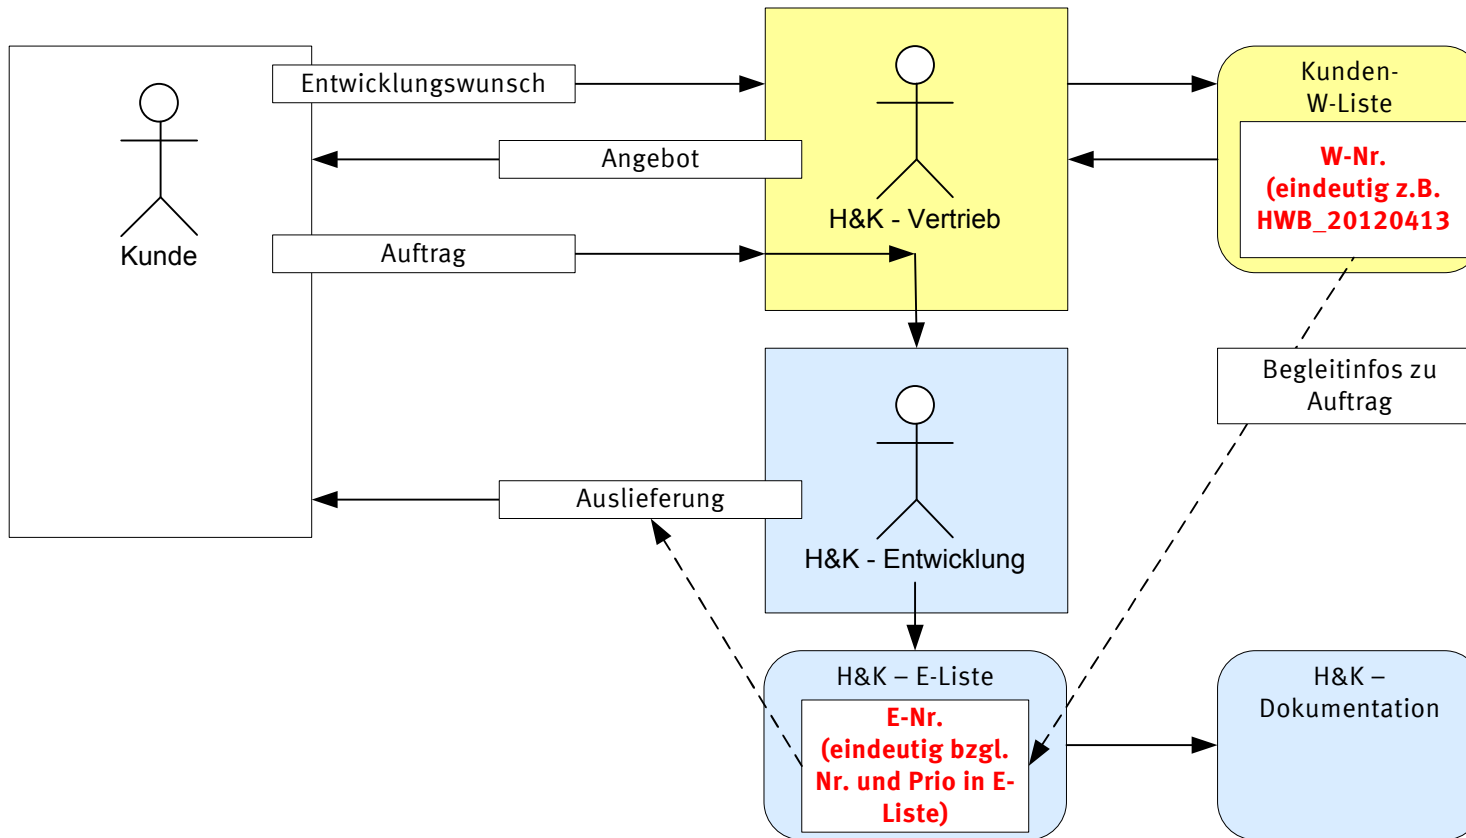 Entwicklungswunsch
Kunden-
W-Liste
Angebot
W-Nr.
(eindeutig z.B.
HWB_20120413
H&K - Vertrieb
Kunde
Auftrag
Begleitinfos zu
Auftrag
Auslieferung
H&K - Entwicklung
H&K – E-Liste
E-Nr.
(eindeutig bzgl.
Nr. und Prio in E-
Liste)
H&K –
Dokumentation